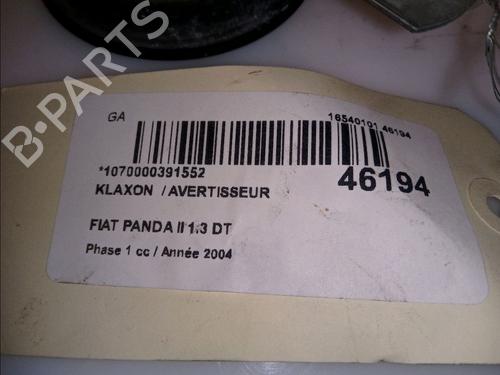 GA
16540101 46194
*1070000391552
46194
KLAXON / AVERTISSEUR
FIAT PANDA II 1.3 DT
Phase 1 cc / Année 2004
B-PARTS